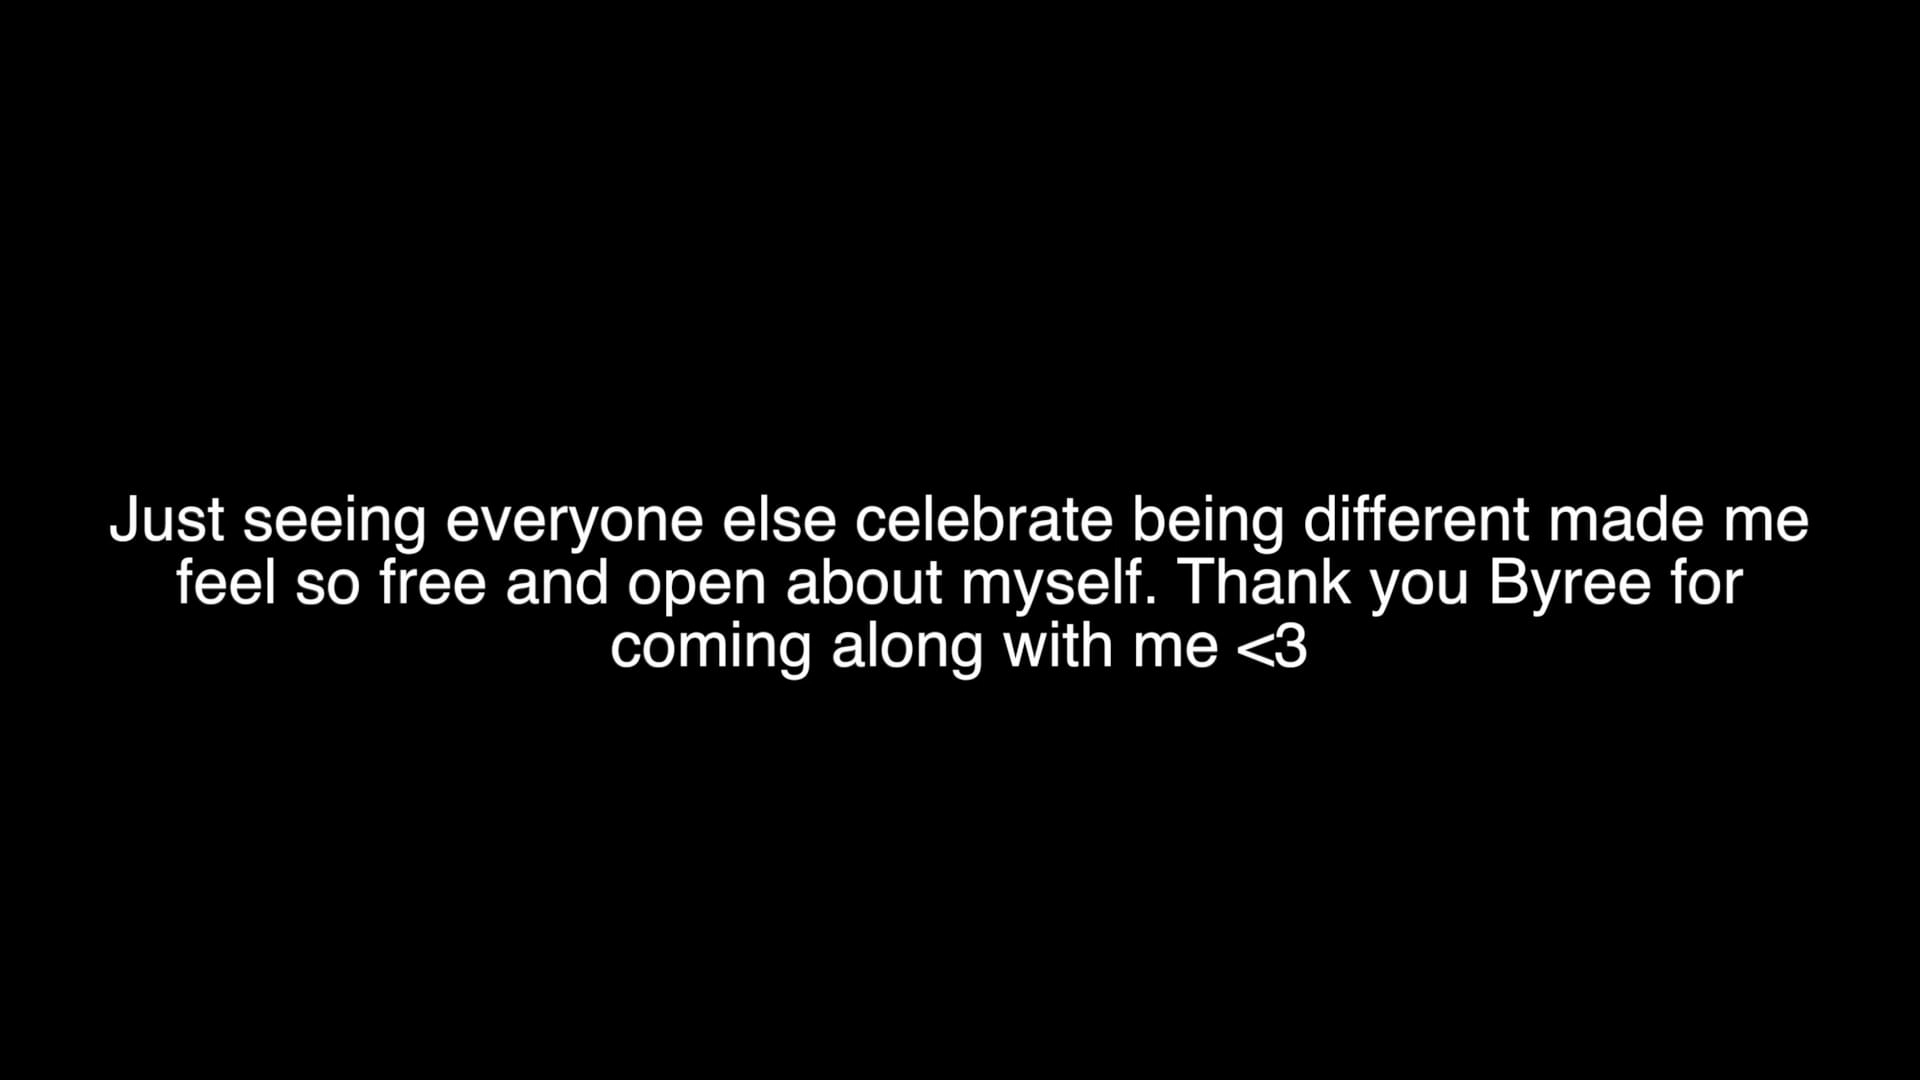 Just seeing everyone else celebrate being different made me
feel so free and open about myself. Thank you Byree for
coming along with me <3